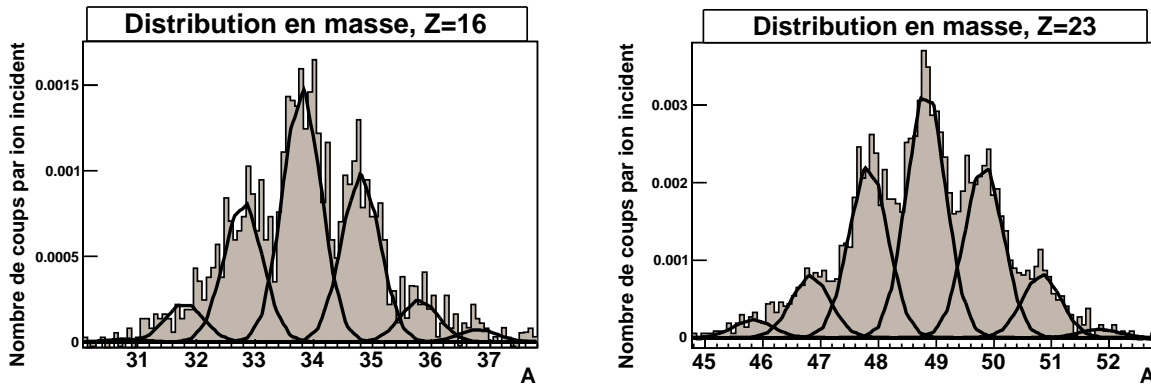 Distribution en masse, Z=16
Nombre de coups par ion incident
0.0015
0.001
0.0005
0
31 32 33 34 35 36 37
A
Distribution en masse, Z=23
Nombre de coups par ion incident
0.003
0.002
0.001
0
45 46 47 48 49 50 51 52
A